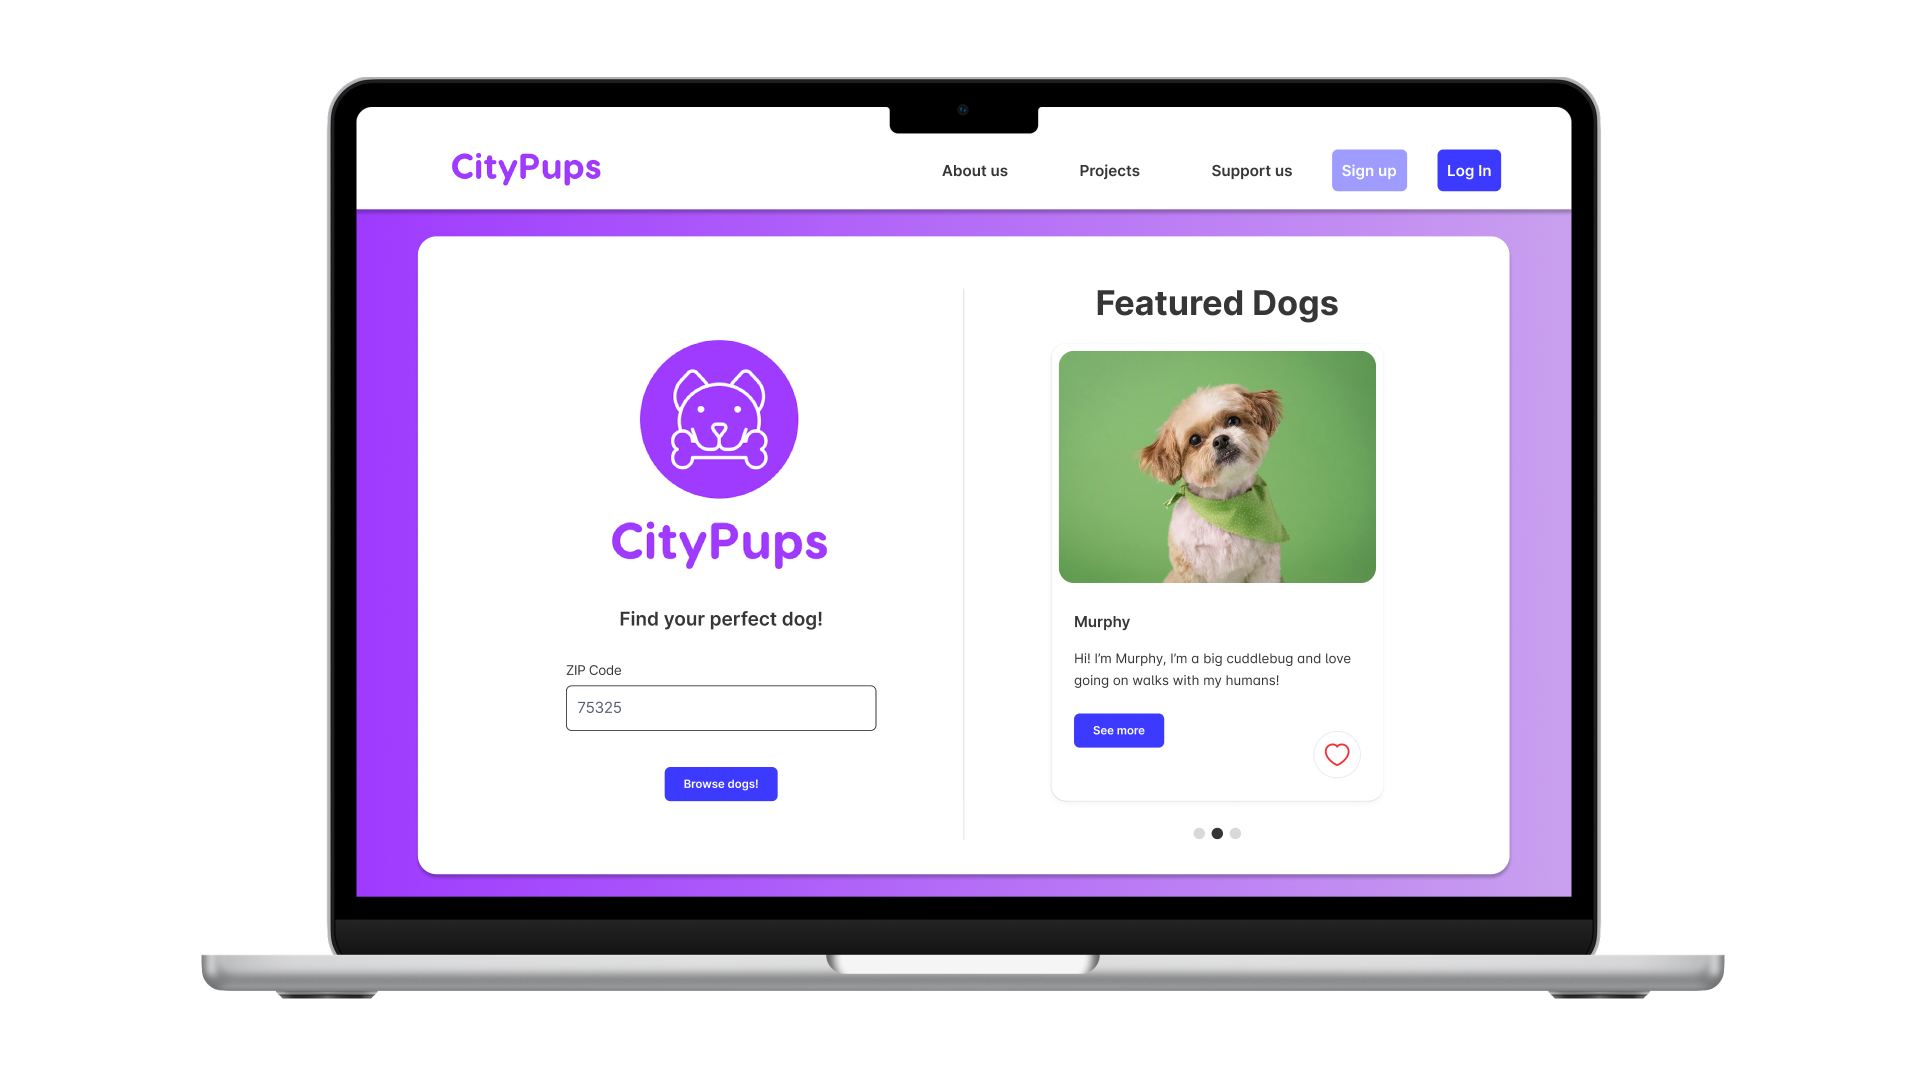 CityPups
About us
Projects
Support us
Sign up
Log In
CityPups
Find your perfect dog!
ZIP Code
75325
Browse dogs!
Featured Dogs
Murphy
Hi! I'm Murphy, I'm a big cuddlebug and love
going on walks with my humans!
See more